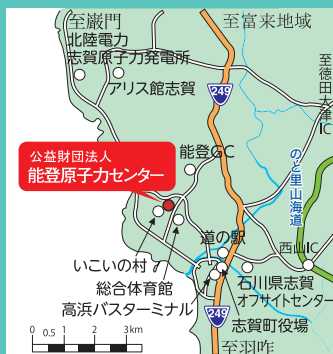 至巌門
至富来地域
北陸電力
志賀原子力発電所
アリス館志賀
249
至徳田大津IC
公益財団法人
能登原子力センター
能登GC
のと里山海道
道の駅
西山IC
いこいの村
総合体育館
高浜バスターミナル
石川県志賀
オフサイトセンター
志賀町役場
249
至羽咋
0 0.5 1 2 3km